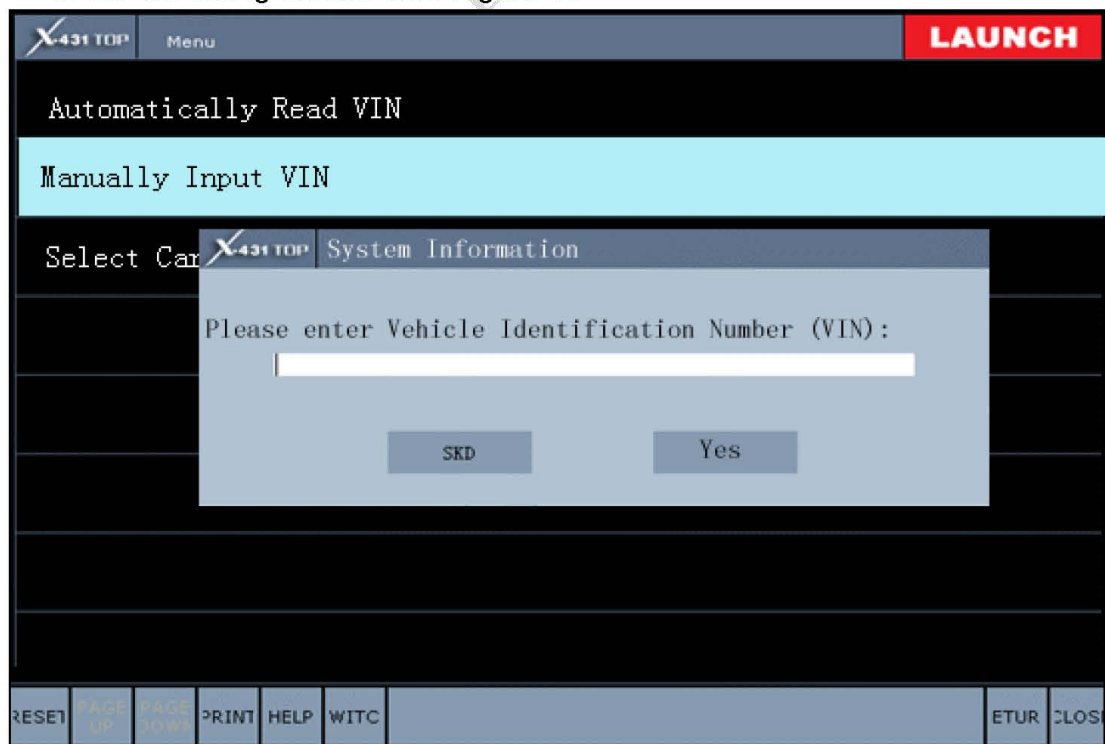 X-431 TOP Menu LAUNCH
Automatically Read VIN
Manually Input VIN
Select Car
X-431 TOP System Information
Please enter Vehicle Identification Number (VIN):
SKD Yes
RESET PAGE UP PAGE DOWN PRINT HELP WITC ETUR CLOSE